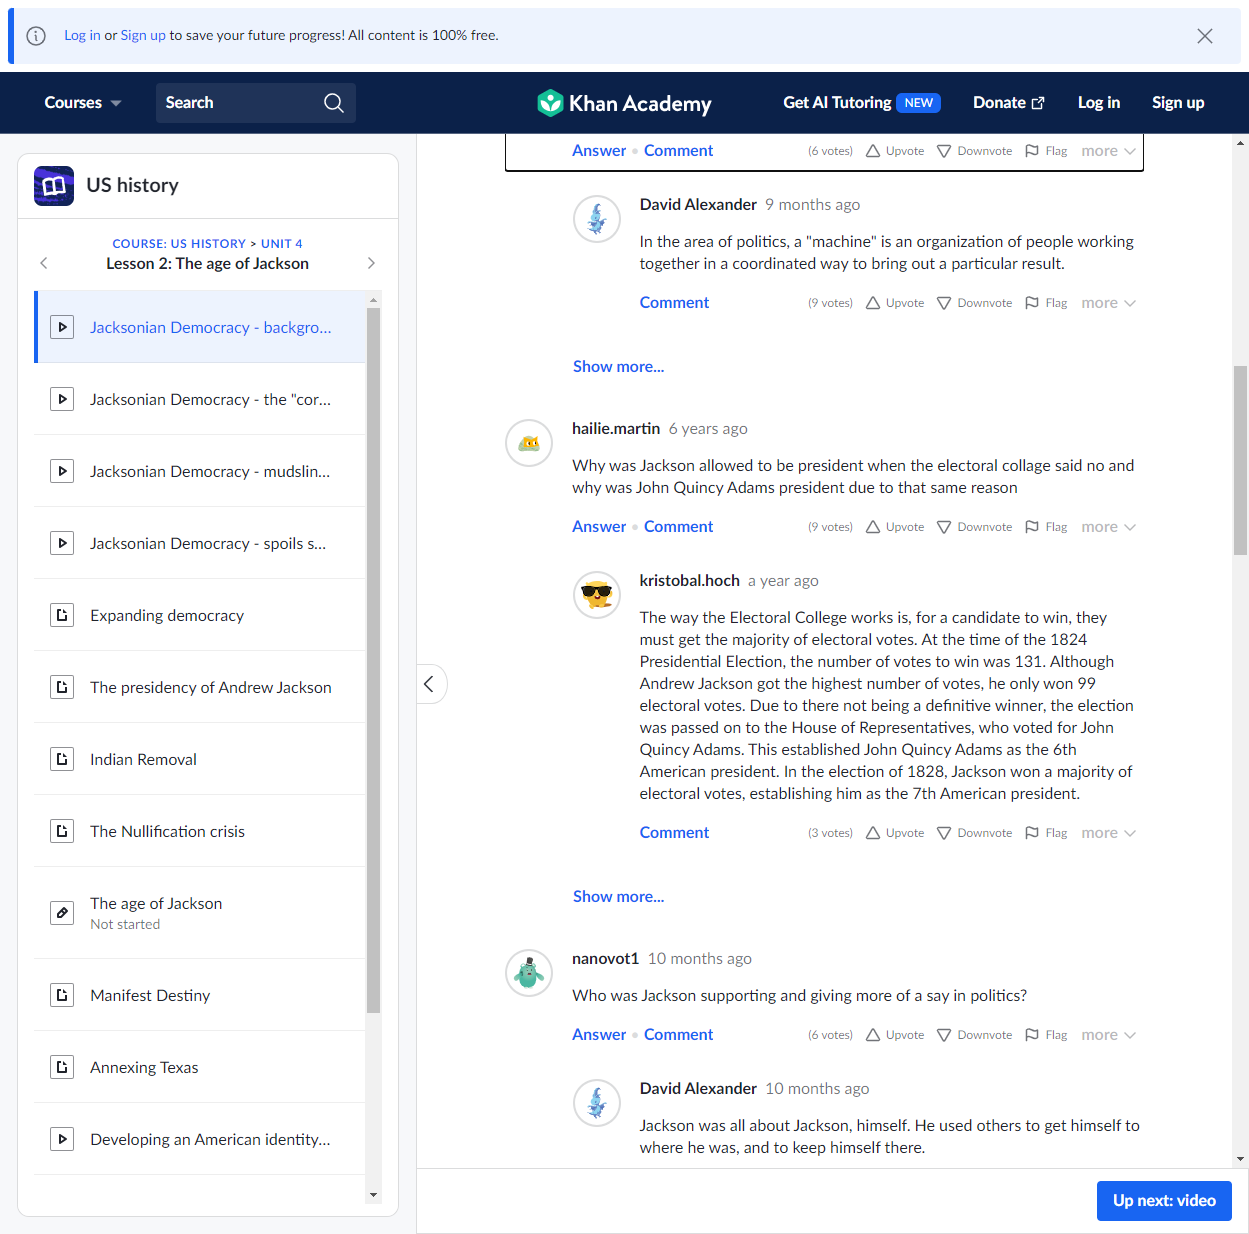 Log in or Sign up to save your future progress! All content is 100% free.
Courses
Search
Khan Academy
Get AI Tutoring NEW
Donate
Log in
Sign up
US history
COURSE: US HISTORY > UNIT 4
Lesson 2: The age of Jackson
Jacksonian Democracy - backgro...
Jacksonian Democracy - the "cor...
Jacksonian Democracy - mudslin...
Jacksonian Democracy - spoils s...
Expanding democracy
The presidency of Andrew Jackson
Indian Removal
The Nullification crisis
The age of Jackson
Not started
Manifest Destiny
Annexing Texas
Developing an American identity...
Answer • Comment (6 votes) Upvote Downvote Flag more
David Alexander 9 months ago
In the area of politics, a "machine" is an organization of people working
together in a coordinated way to bring out a particular result.
Comment (9 votes) Upvote Downvote Flag more
Show more...
hailie.martin 6 years ago
Why was Jackson allowed to be president when the electoral collage said no and
why was John Quincy Adams president due to that same reason
Answer • Comment (9 votes) Upvote Downvote Flag more
kristobal.hoch a year ago
The way the Electoral College works is, for a candidate to win, they
must get the majority of electoral votes. At the time of the 1824
Presidential Election, the number of votes to win was 131. Although
Andrew Jackson got the highest number of votes, he only won 99
electoral votes. Due to there not being a definitive winner, the election
was passed on to the House of Representatives, who voted for John
Quincy Adams. This established John Quincy Adams as the 6th
American president. In the election of 1828, Jackson won a majority of
electoral votes, establishing him as the 7th American president.
Comment (3 votes) Upvote Downvote Flag more
Show more...
nanovot1 10 months ago
Who was Jackson supporting and giving more of a say in politics?
Answer • Comment (6 votes) Upvote Downvote Flag more
David Alexander 10 months ago
Jackson was all about Jackson, himself. He used others to get himself to
where he was, and to keep himself there.
Up next: video